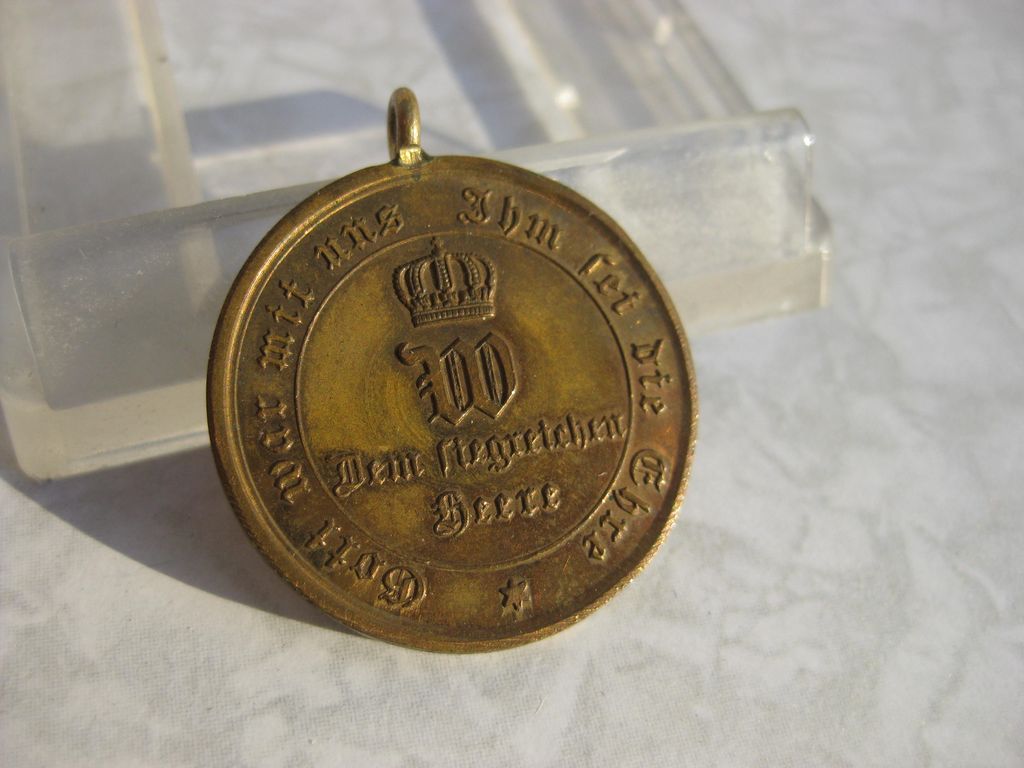 Gott war mit uns Ihm sei die Ehre
W
Dem siegreichen
Heere